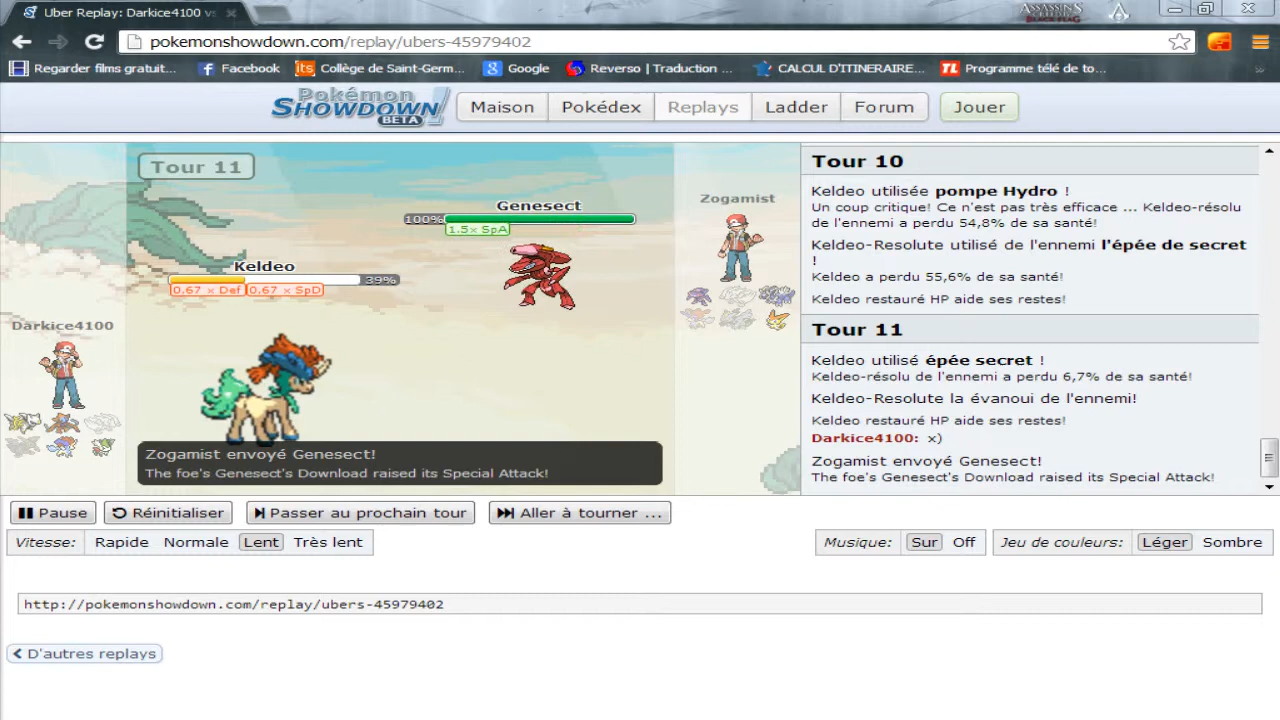 Uber Replay: Darkice4100 vs
ASSASSIN'S
BLACK FLAG
pokemonshowdown.com/replay/ubers-45979402
Regarder films gratuit... Facebook its Collège de Saint-Germ... Google Reverso | Traduction ... CALCUL D'ITINERAIRE... TL Programme télé de to...
Pokémon
SHOWDOWN!
BETA
Maison Pokédex Replays Ladder Forum Jouer
Tour 11
Genesect
100%
1.5× SpA
Keldeo
39%
0.67 × Def 0.67 × SpD
Darkice4100
Zogamist
Zogamist envoyé Genesect!
The foe's Genesect's Download raised its Special Attack!
Tour 10
Keldeo utilisée pompe Hydro !
Un coup critique! Ce n'est pas très efficace ... Keldeo-résolu
de l'ennemi a perdu 54,8% de sa santé!
Keldeo-Resolute utilisé de l'ennemi l'épée de secret
!
Keldeo a perdu 55,6% de sa santé!
Keldeo restauré HP aide ses restes!
Tour 11
Keldeo utilisé épée secret !
Keldeo-résolu de l'ennemi a perdu 6,7% de sa santé!
Keldeo-Resolute la évanoui de l'ennemi!
Keldeo restauré HP aide ses restes!
Darkice4100: x)
Zogamist envoyé Genesect!
The foe's Genesect's Download raised its Special Attack!
Pause Réinitialiser Passer au prochain tour Aller à tourner ...
Vitesse: Rapide Normale Lent Très lent
Musique: Sur Off Jeu de couleurs: Léger Sombre
http://pokemonshowdown.com/replay/ubers-45979402
D'autres replays